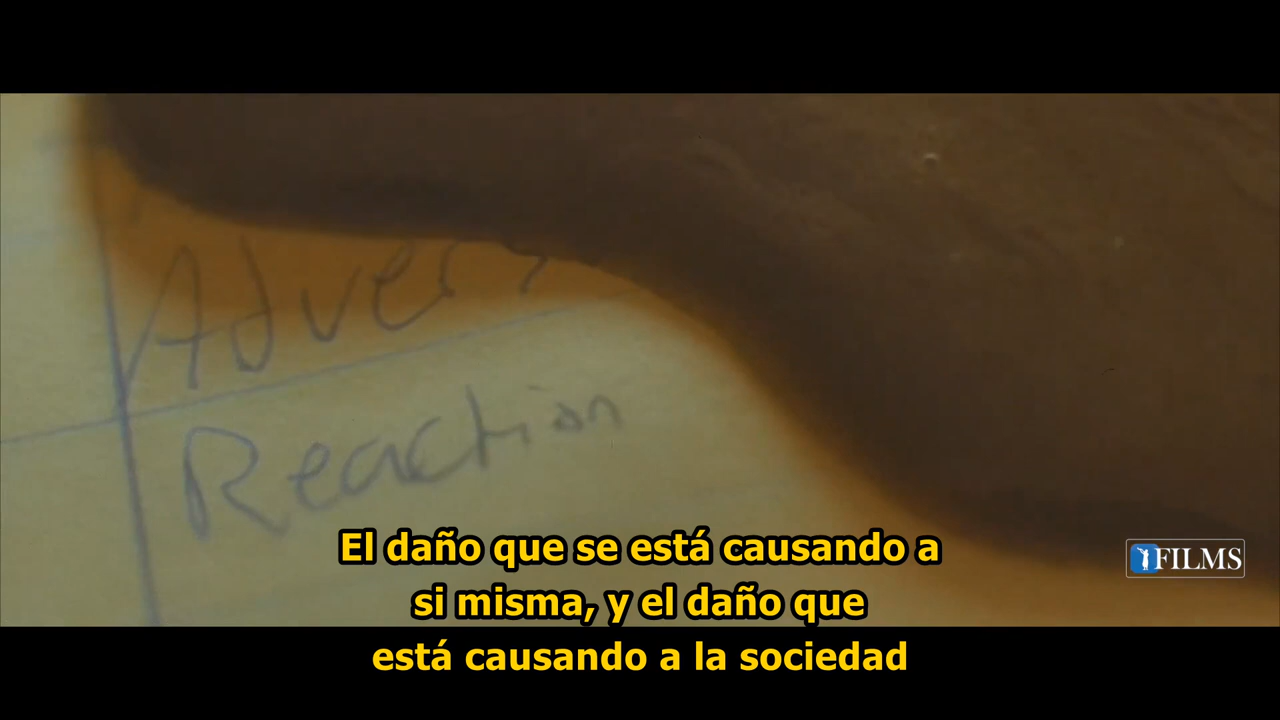 Reaction
FILMS
El daño que se está causando a
si misma, y el daño que
está causando a la sociedad